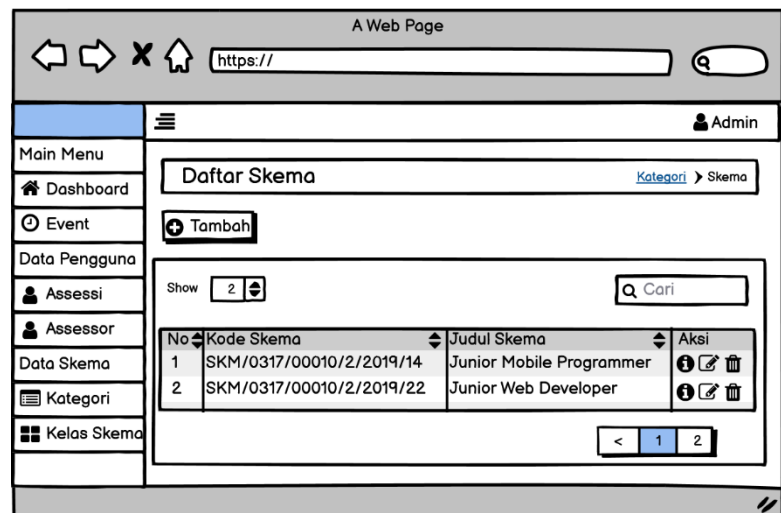 A Web Page
https://
Admin
Main Menu
Dashboard
Event
Data Pengguna
Assessi
Assessor
Data Skema
Kategori
Kelas Skema
Daftar Skema
Kategori > Skema
Tambah
Show 2
Cari
No Kode Skema Judul Skema Aksi
1 SKM/0317/00010/2/2019/14 Junior Mobile Programmer
2 SKM/0317/00010/2/2019/22 Junior Web Developer
< 1 2